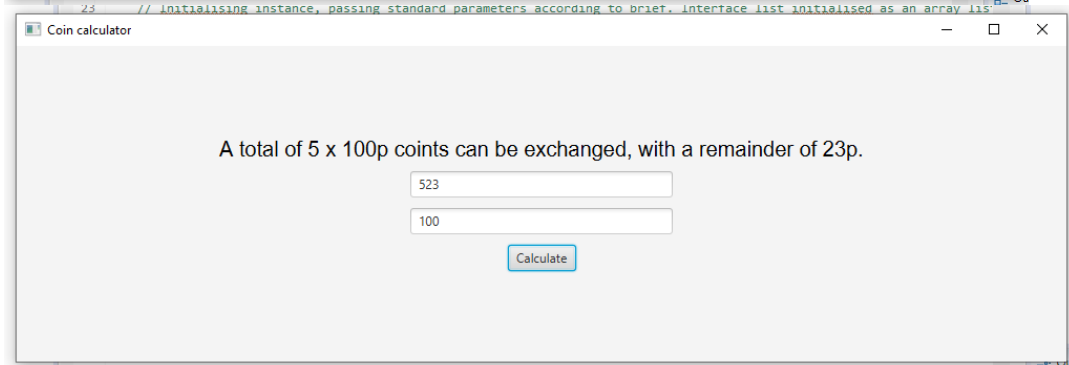 23 // Initialising instance, passing standard parameters according to brief. Interface list initialised as an array
Coin calculator
A total of 5 x 100p coints can be exchanged, with a remainder of 23p.
523
100
Calculate